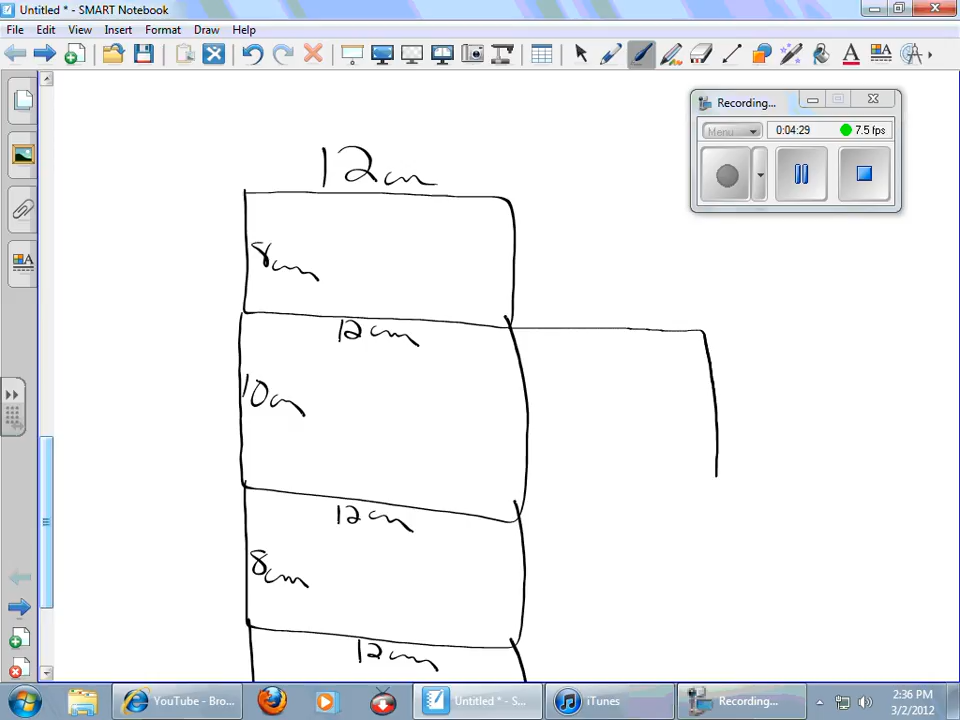 Untitled * - SMART Notebook
File Edit View Insert Format Draw Help
Recording...
Menu 0:04:29 7.5 fps
12cm
8cm
12cm
10cm
12cm
8cm
12cm
YouTube - Bro... Untitled * - S... iTunes Recording...
2:36 PM
3/2/2012